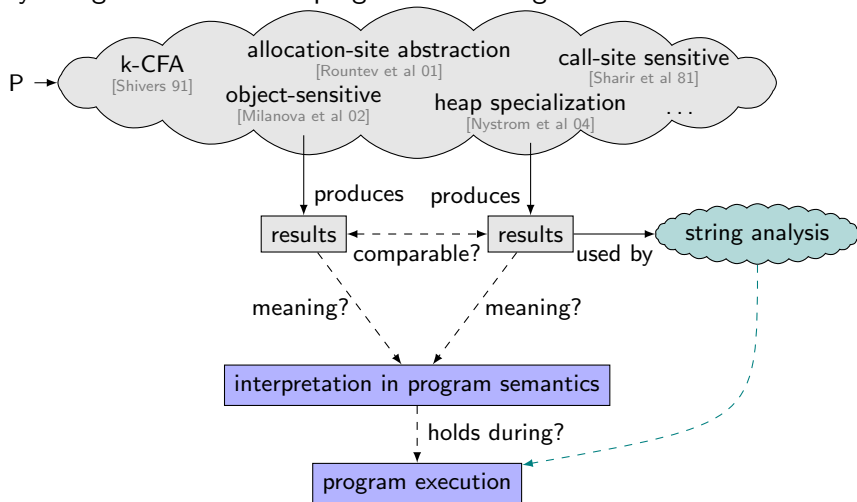 allocation-site abstraction
[Rountev et al 01]
k-CFA
[Shivers 91]
call-site sensitive
[Sharir et al 81]
P
object-sensitive
[Milanova et al 02]
heap specialization
[Nystrom et al 04]
...
produces
produces
results
results
string analysis
comparable?
used by
meaning?
meaning?
interpretation in program semantics
holds during?
program execution